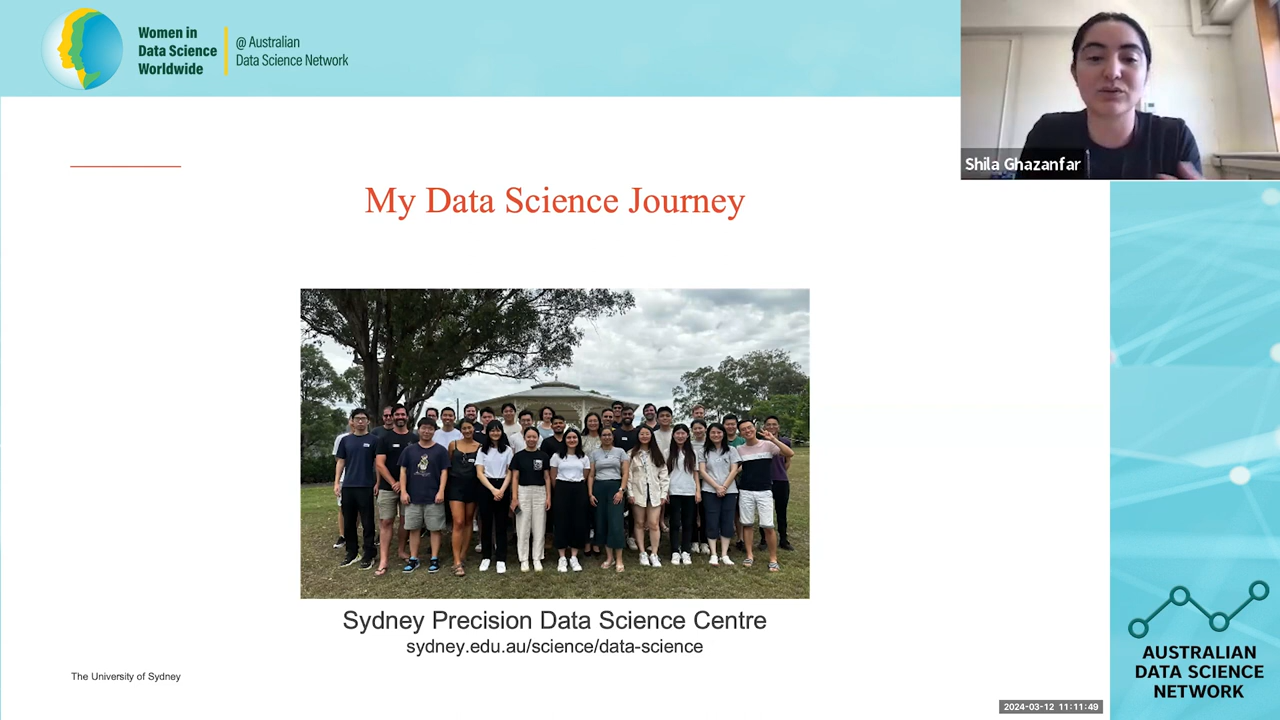 Women in
Data Science
Worldwide
@ Australian
Data Science Network
Shila Ghazanfar
My Data Science Journey
Sydney Precision Data Science Centre
sydney.edu.au/science/data-science
The University of Sydney
AUSTRALIAN
DATA SCIENCE
NETWORK
2024-03-12 11:11:49